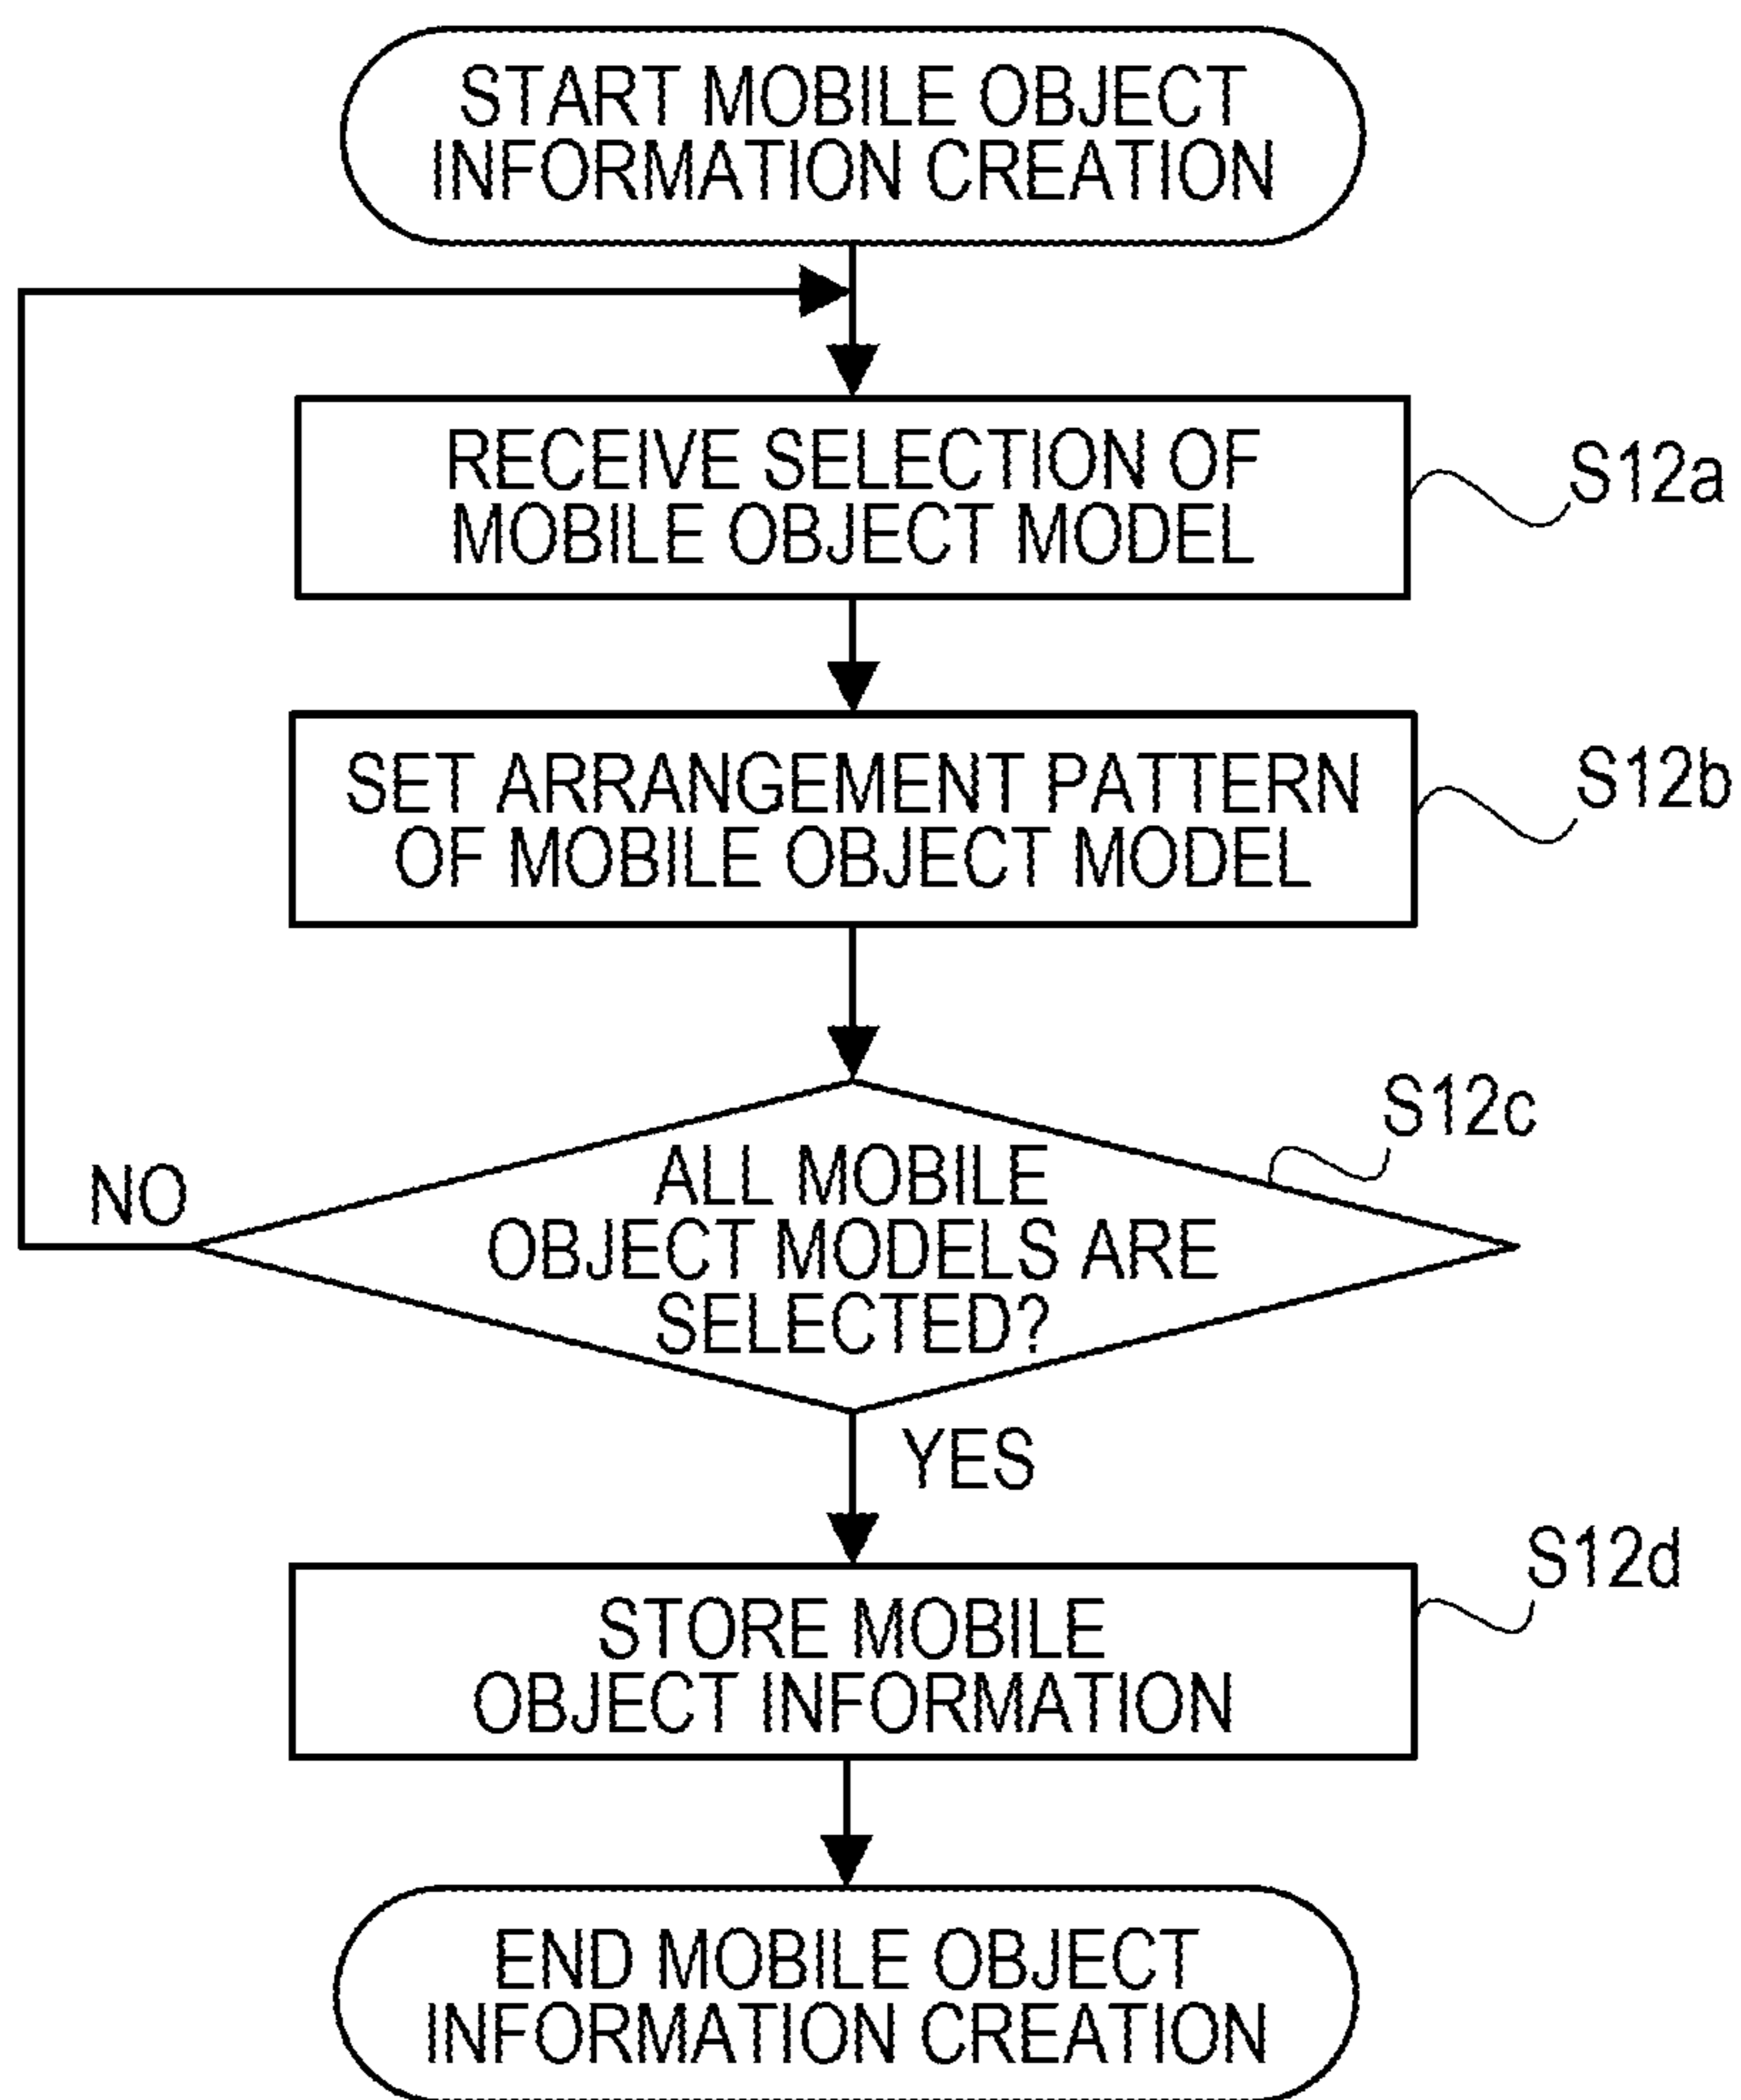 START MOBILE OBJECT
INFORMATION CREATION
RECEIVE SELECTION OF
MOBILE OBJECT MODEL
S12a
SET ARRANGEMENT PATTERN
OF MOBILE OBJECT MODEL
S12b
ALL MOBILE
OBJECT MODELS ARE
SELECTED?
S12c
NO
YES
STORE MOBILE
OBJECT INFORMATION
S12d
END MOBILE OBJECT
INFORMATION CREATION